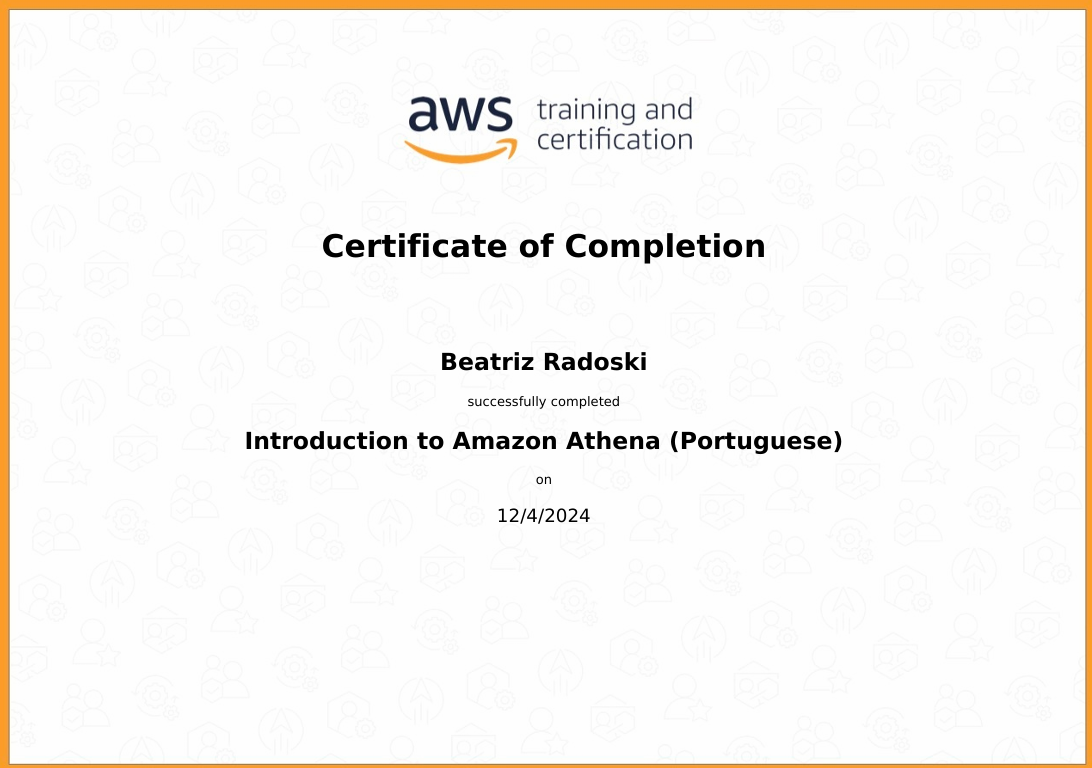 aws training and
certification
Certificate of Completion
Beatriz Radoski
successfully completed
Introduction to Amazon Athena (Portuguese)
on
12/4/2024